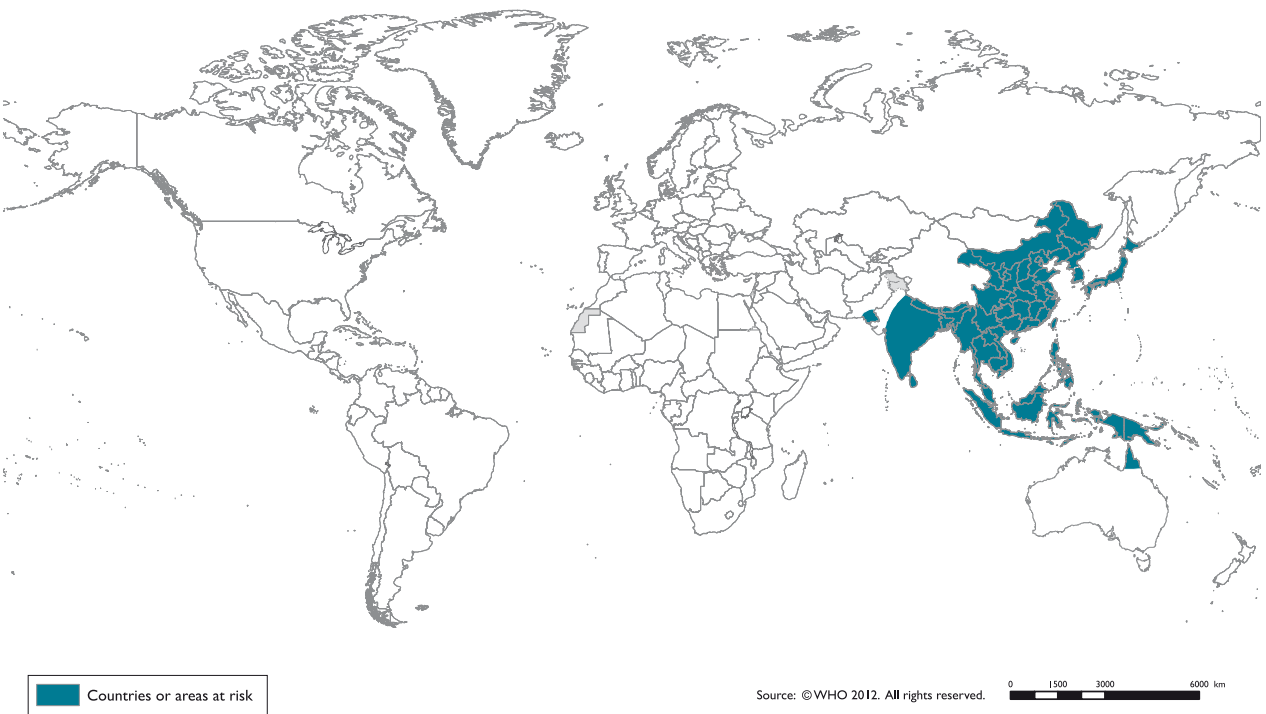 Countries or areas at risk
Source: © WHO 2012. All rights reserved.
0 1500 3000 6000 km